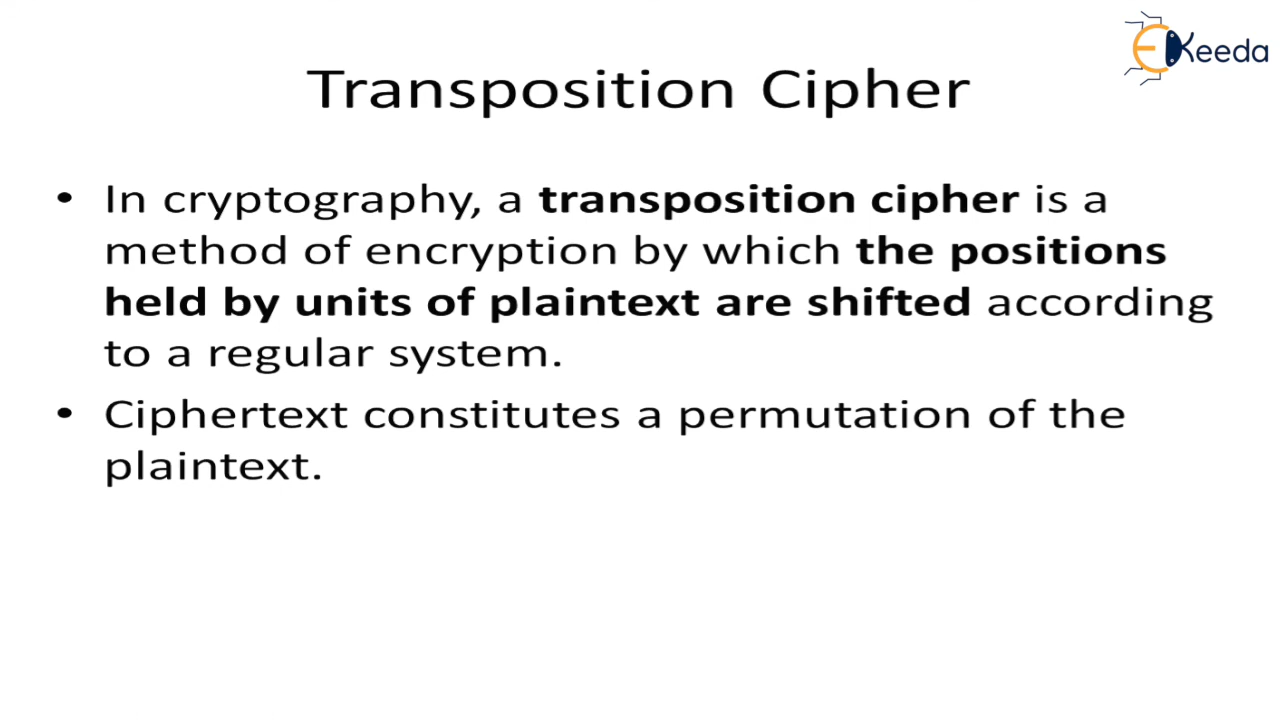 EKeeda
Transposition Cipher
• In cryptography, a transposition cipher is a
method of encryption by which the positions
held by units of plaintext are shifted according
to a regular system.
• Ciphertext constitutes a permutation of the
plaintext.